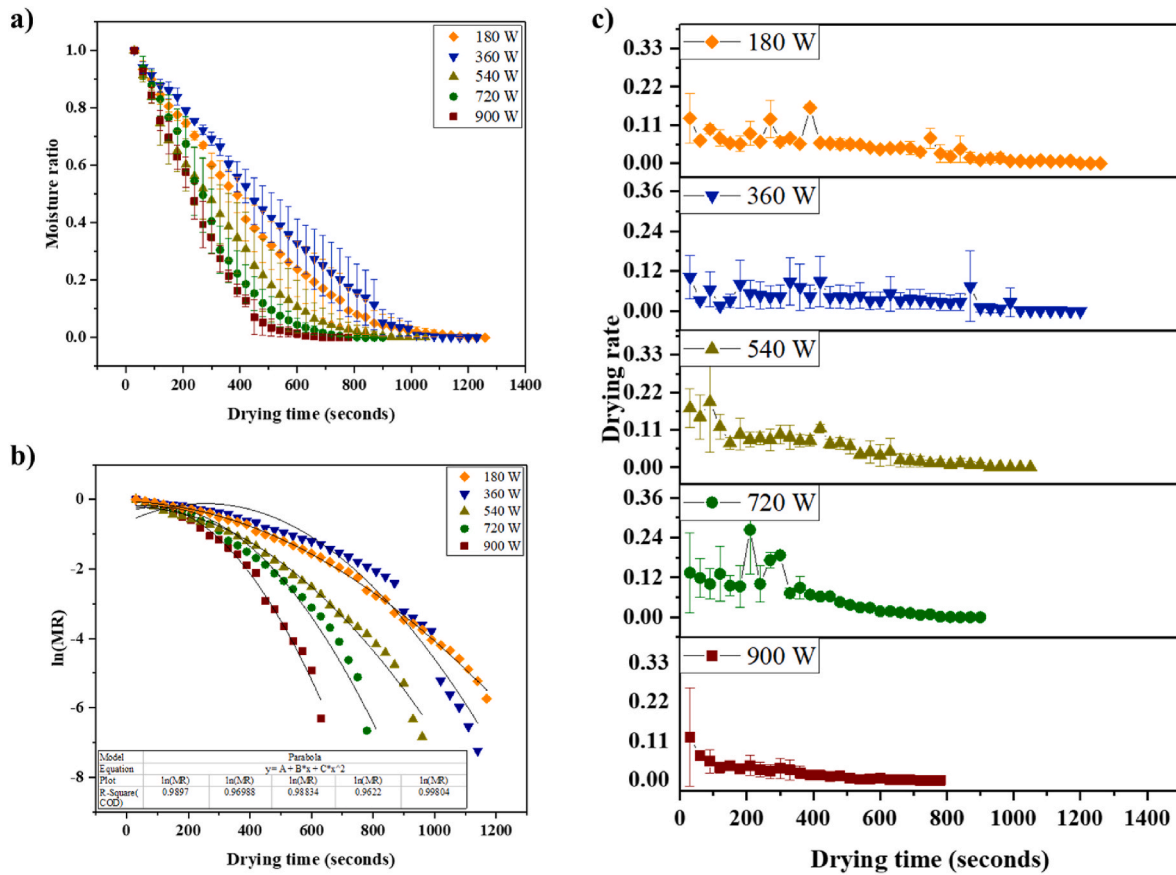 a)
1.0
0.8
0.6
0.4
0.2
0.0
Moisture ratio
180 W
360 W
540 W
720 W
900 W
0 200 400 600 800 1000 1200 1400
Drying time (seconds)
b)
0
-2
-4
-6
-8
ln(MR)
180 W
360 W
540 W
720 W
900 W
Model Parabola
Equation y= A + B*x + C*x^2
Plot ln(MR) ln(MR) ln(MR) ln(MR) ln(MR)
R-Square(COD) 0.9897 0.96988 0.98834 0.9622 0.99804
0 200 400 600 800 1000 1200
Drying time (seconds)
c)
Drying rate
180 W
0.33
0.22
0.11
0.00
360 W
0.36
0.24
0.12
0.00
540 W
0.33
0.22
0.11
0.00
720 W
0.36
0.24
0.12
0.00
900 W
0.33
0.22
0.11
0.00
0 200 400 600 800 1000 1200 1400
Drying time (seconds)